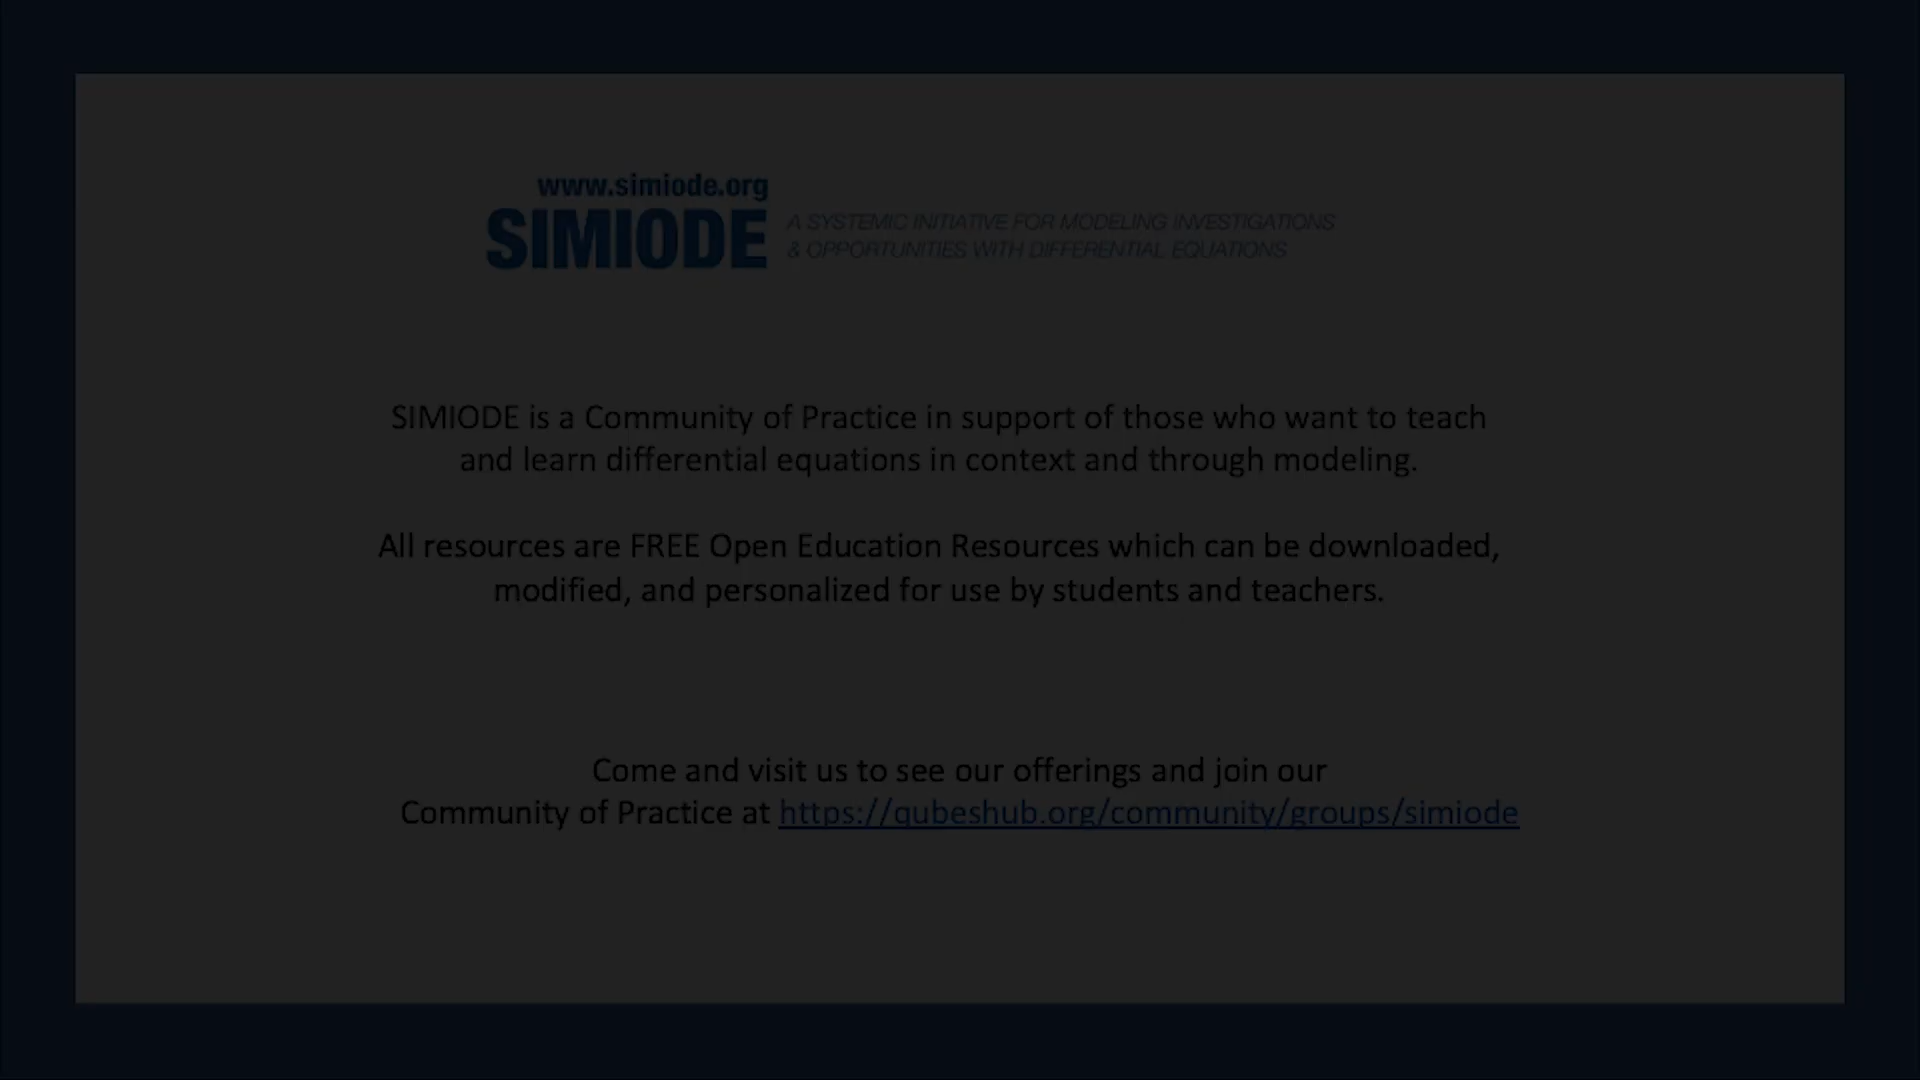 www.simiode.org
SIMIODE
A SYSTEMIC INITIATIVE FOR MODELING INVESTIGATIONS
& OPPORTUNITIES WITH DIFFERENTIAL EQUATIONS
SIMIODE is a Community of Practice in support of those who want to teach
and learn differential equations in context and through modeling.
All resources are FREE Open Education Resources which can be downloaded,
modified, and personalized for use by students and teachers.
Come and visit us to see our offerings and join our
Community of Practice at https://qubeshub.org/community/groups/simiode